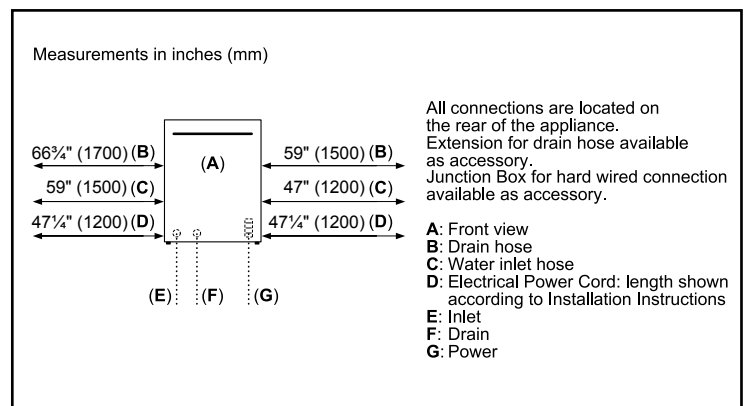 Measurements in inches (mm)
66¾" (1700) (B)
59" (1500) (C)
47¼" (1200) (D)
(A)
59" (1500) (B)
47" (1200) (C)
47¼" (1200) (D)
(E)
(F)
(G)
All connections are located on
the rear of the appliance.
Extension for drain hose available
as accessory.
Junction Box for hard wired connection
available as accessory.
A: Front view
B: Drain hose
C: Water inlet hose
D: Electrical Power Cord: length shown
according to Installation Instructions
E: Inlet
F: Drain
G: Power